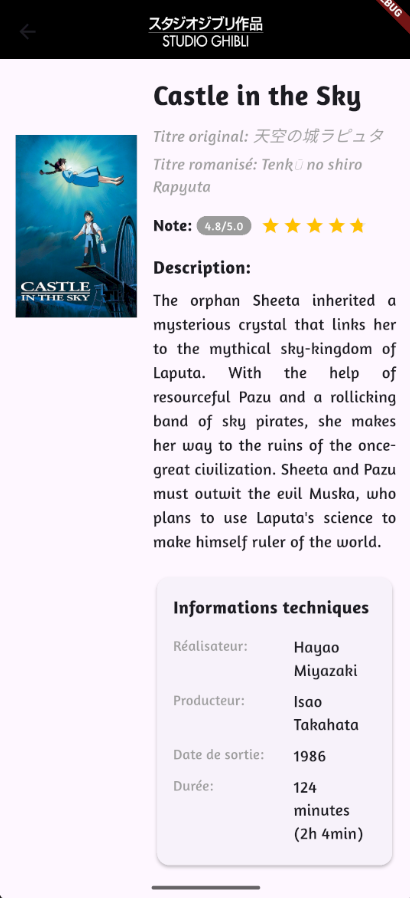 スタジオジブリ作品
STUDIO GHIBLI
Castle in the Sky
Titre original: 天空の城ラピュタ
Titre romanisé: Tenkū no shiro
Rapyuta
Note: 4.8/5.0
CASTLE
IN THE SKY
Description:
The orphan Sheeta inherited a
mysterious crystal that links her
to the mythical sky-kingdom of
Laputa. With the help of
resourceful Pazu and a rollicking
band of sky pirates, she makes
her way to the ruins of the once-
great civilization. Sheeta and Pazu
must outwit the evil Muska, who
plans to use Laputa's science to
make himself ruler of the world.
Informations techniques
Réalisateur: Hayao
Miyazaki
Producteur: Isao
Takahata
Date de sortie: 1986
Durée: 124
minutes
(2h 4min)